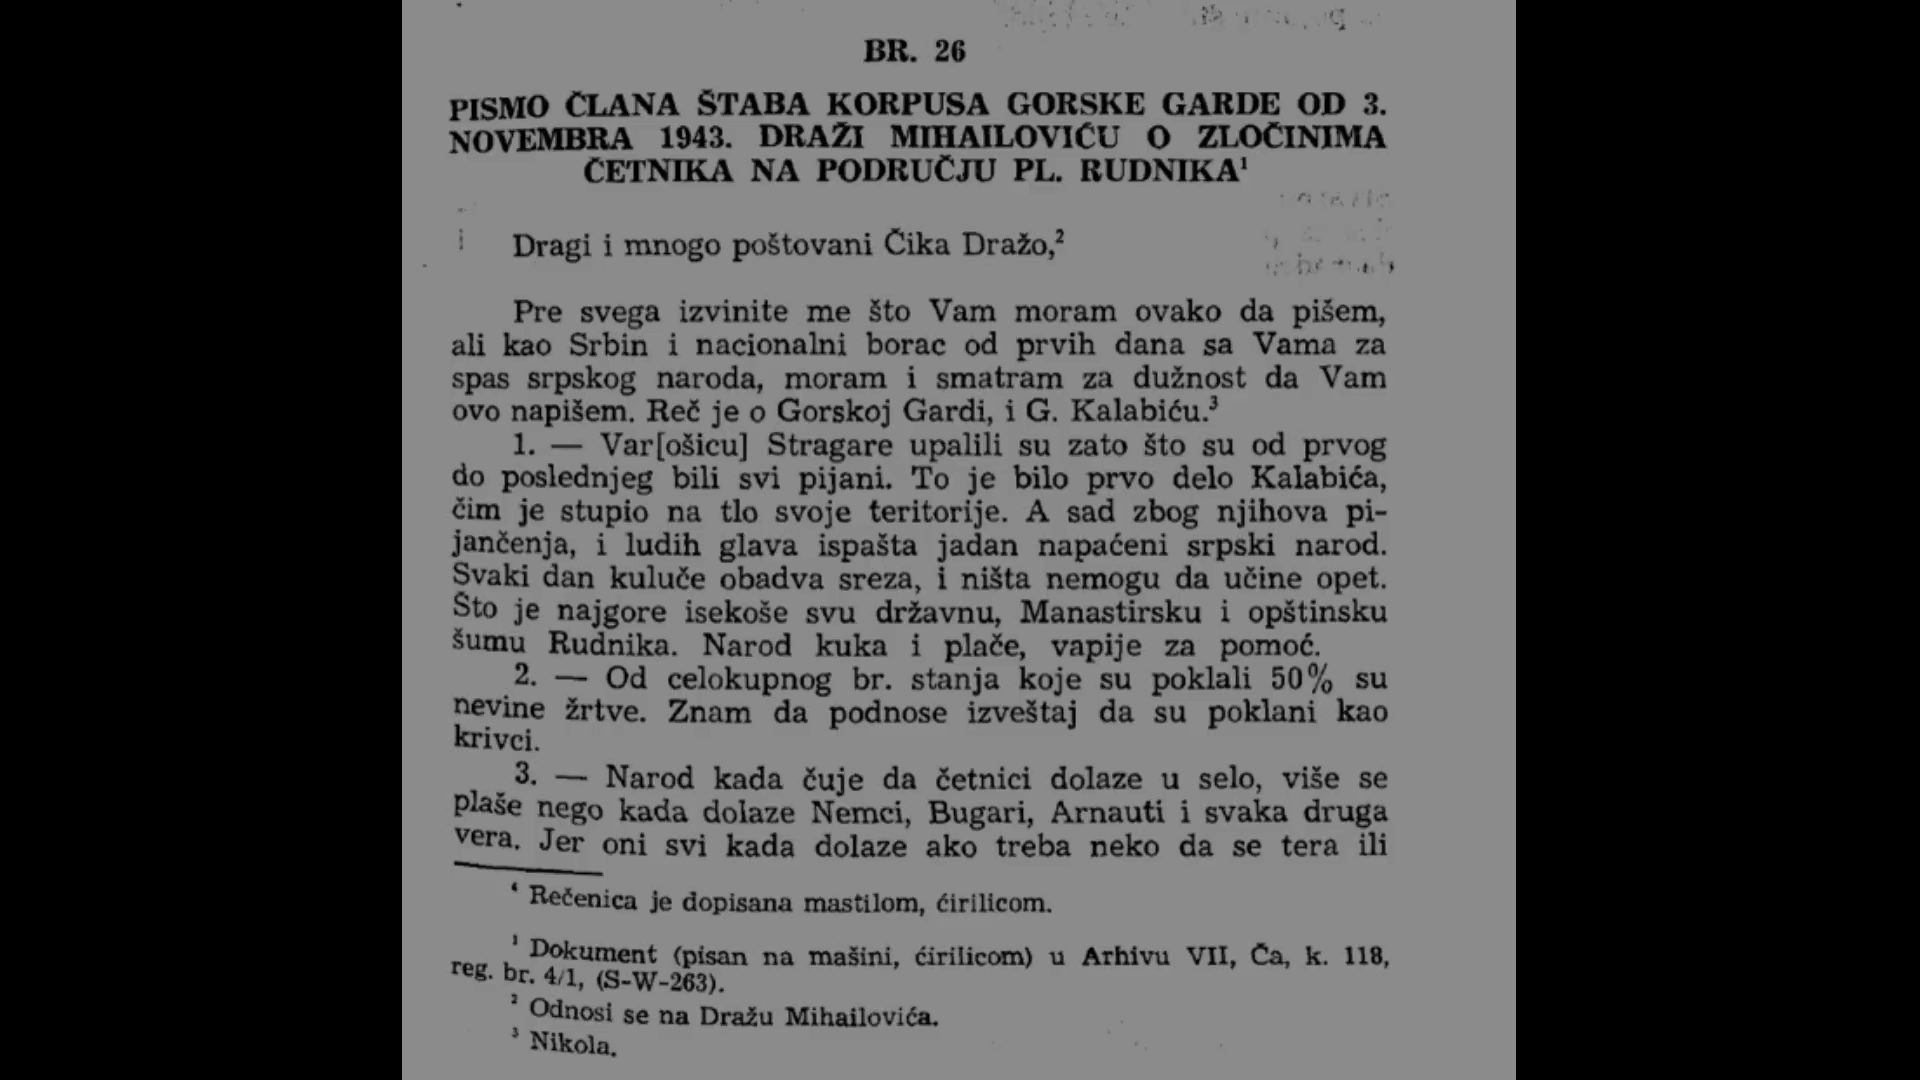 BR. 26
PISMO ČLANA ŠTABA KORPUSA GORSKE GARDE OD 3.
NOVEMBRA 1943. DRAŽI MIHAILOVIĆU O ZLOČINIMA
ČETNIKA NA PODRUČJU PL. RUDNIKA¹
Dragi i mnogo poštovani Čika Dražo,²
Pre svega izvinite me što Vam moram ovako da pišem,
ali kao Srbin i nacionalni borac od prvih dana sa Vama za
spas srpskog naroda, moram i smatram za dužnost da Vam
ovo napišem. Reč je o Gorskoj Gardi, i G. Kalabiću.³
1. — Var[ošicu] Stragare upalili su zato što su od prvog
do poslednjeg bili svi pijani. To je bilo prvo delo Kalabića,
čim je stupio na tlo svoje teritorije. A sad zbog njihova pi-
jančenja, i ludih glava ispašta jadan napaćeni srpski narod.
Svaki dan kuluče obadva sreza, i ništa nemogu da učine opet.
Što je najgore isekoše svu državnu, Manastirsku i opštinsku
šumu Rudnika. Narod kuka i plače, vapije za pomoć.
2. — Od celokupnog br. stanja koje su poklali 50% su
nevine žrtve. Znam da podnose izveštaj da su poklani kao
krivci.
3. — Narod kada čuje da četnici dolaze u selo, više se
plaše nego kada dolaze Nemci, Bugari, Arnauti i svaka druga
vera. Jer oni svi kada dolaze ako treba neko da se tera ili
⁴ Rečenica je dopisana mastilom, ćirilicom.
¹ Dokument (pisan na mašini, ćirilicom) u Arhivu VII, Ča, k. 118,
reg. br. 4/1, (S-W-263).
² Odnosi se na Dražu Mihailovića.
³ Nikola.